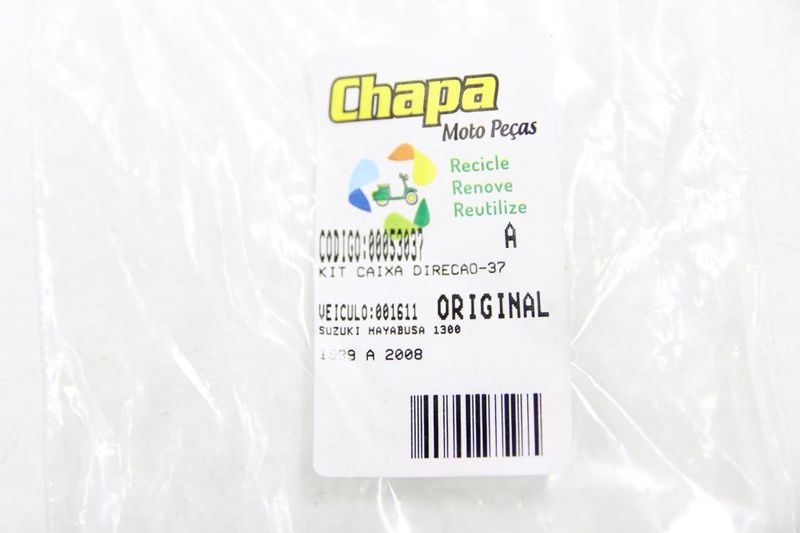 Chapa
Moto Peças
Recicle
Renove
Reutilize
CODIGO:00053037 A
KIT CAIXA DIRECAO-37
VEICULO:001611 ORIGINAL
SUZUKI HAYABUSA 1300
A 2008